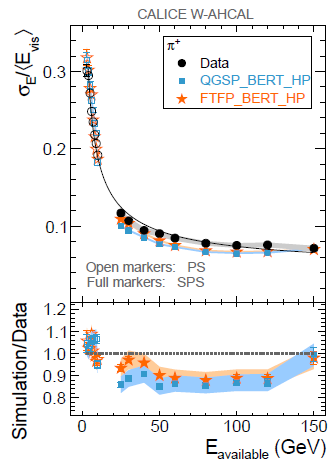 CALICE W-AHCAL
σE/⟨Evis⟩
π+
Data
QGSP_BERT_HP
FTFP_BERT_HP
0.3
0.2
0.1
Open markers: PS
Full markers: SPS
Simulation/Data
1.2
1.1
1.0
0.9
0.8
0 50 100 150
Eavailable (GeV)